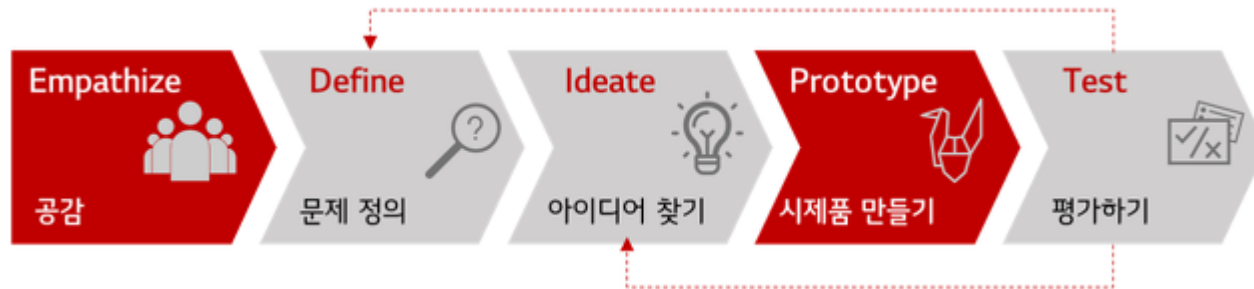 Empathize
공감
Define
문제 정의
Ideate
아이디어 찾기
Prototype
시제품 만들기
Test
평가하기